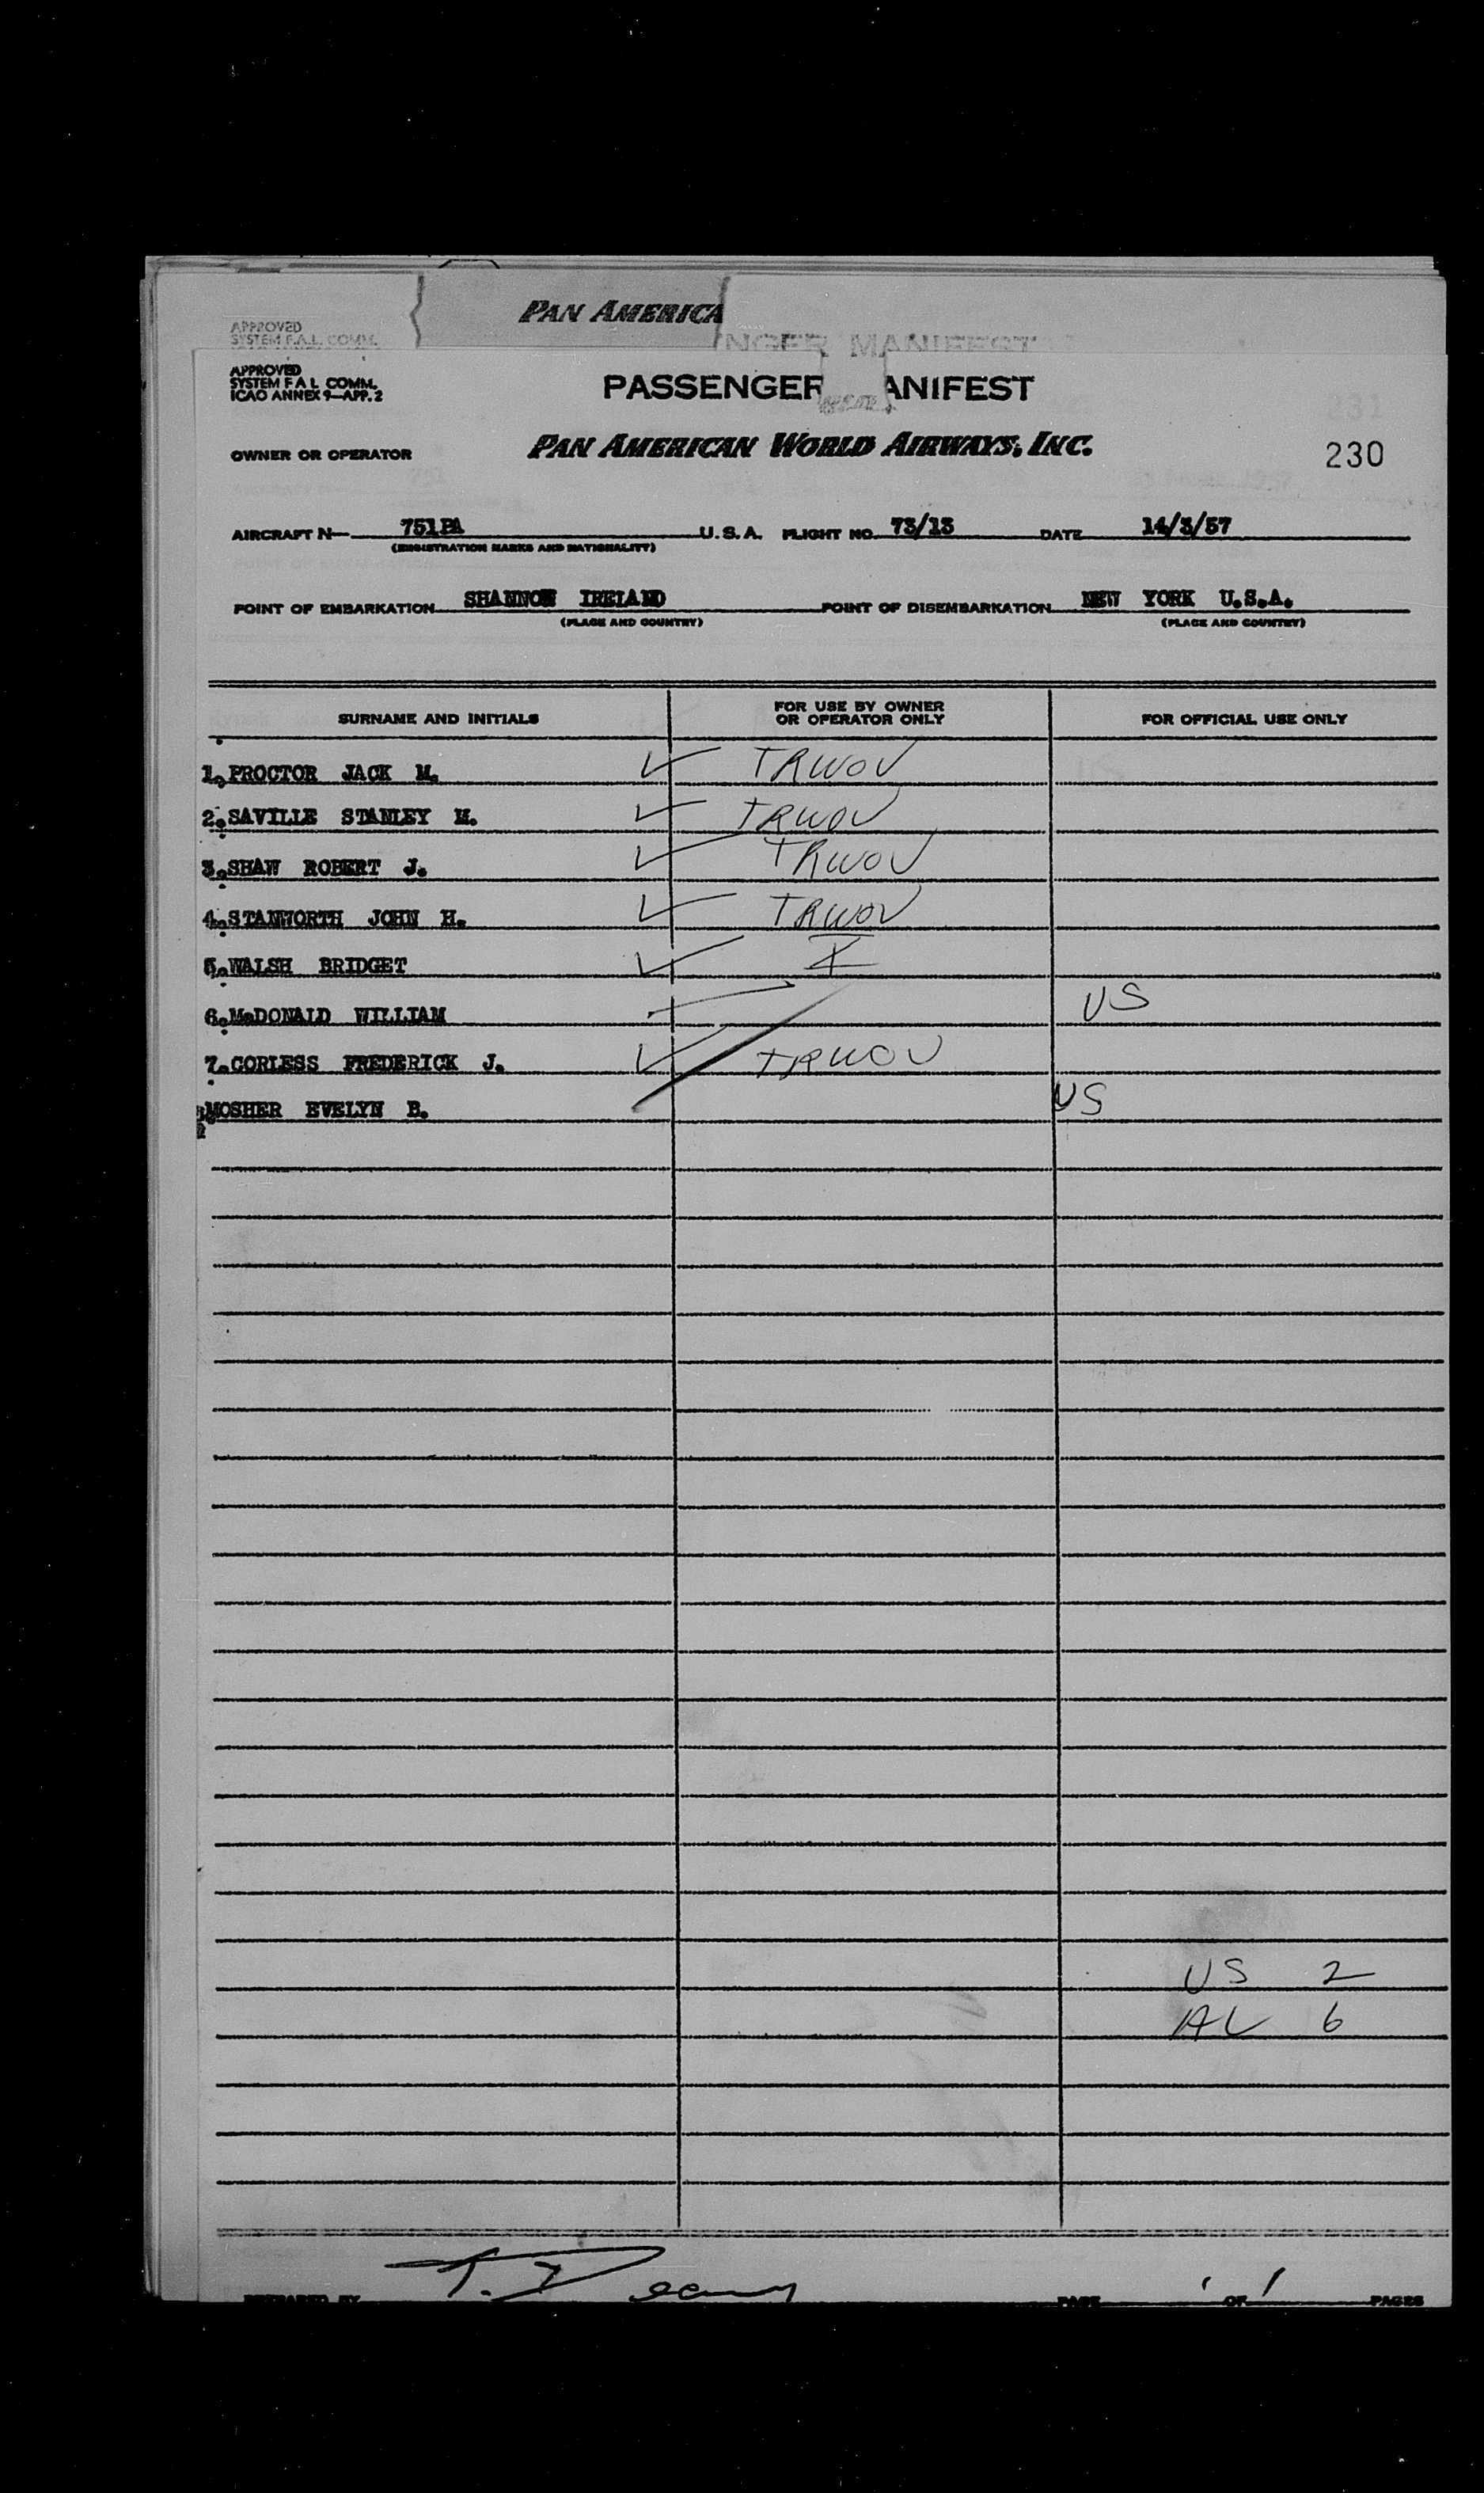 PAN AMERICA
APPROVED
SYSTEM F.A.L. COMM.
NGER MANIFEST
APPROVED
SYSTEM F A L COMM.
ICAO ANNEX 9—APP. 2
PASSENGER ANIFEST
231
OWNER OR OPERATOR PAN AMERICAN WORLD AIRWAYS, INC. 230
AIRCRAFT N— 751PA U.S.A. FLIGHT NO. 73/13 DATE 14/3/57
(REGISTRATION MARKS AND NATIONALITY)
POINT OF EMBARKATION SHANNON IRELAND POINT OF DISEMBARKATION NEW YORK U.S.A.
(PLACE AND COUNTRY) (PLACE AND COUNTRY)
SURNAME AND INITIALS FOR USE BY OWNER OR OPERATOR ONLY FOR OFFICIAL USE ONLY
1. PROCTOR JACK M. TRWOV
2. SAVILLE STANLEY M. TRWOV
3. SHAW ROBERT J. TRWOV
4. STANWORTH JOHN H. TRWOV
5. WALSH BRIDGET I
6. McDONALD WILLIAM US
7. CORLESS FREDERICK J. TRWOV
MOSHER EVELYN B. US
US 2
AL 6
PREPARED BY T. PAGE 1 OF 1 PAGES